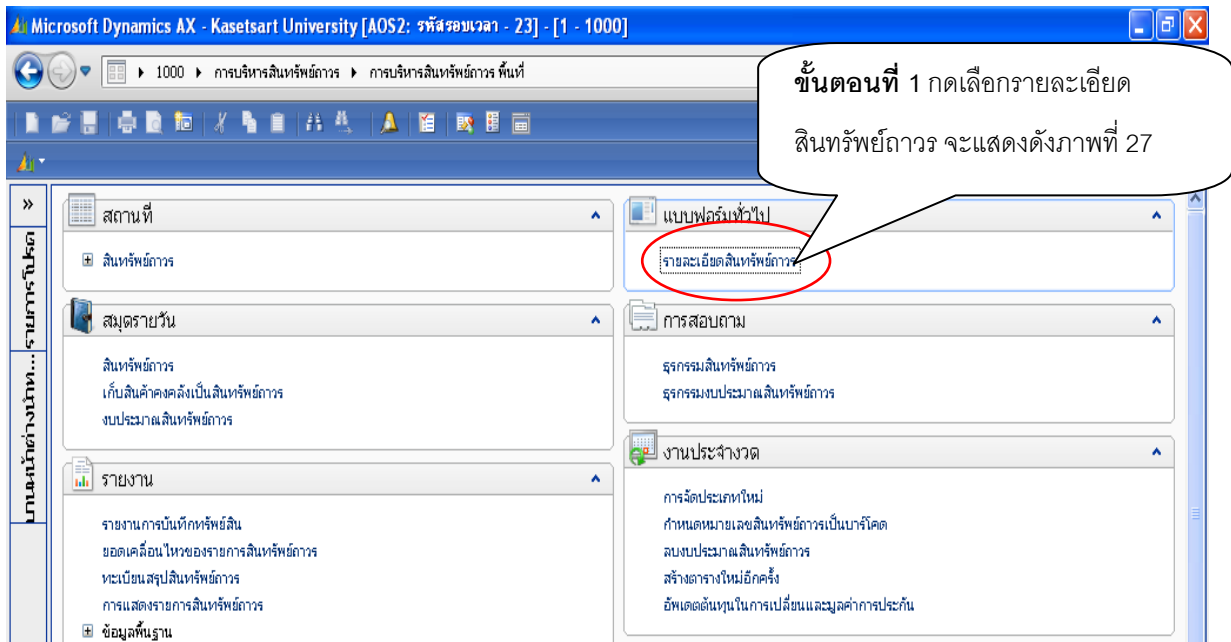 Microsoft Dynamics AX - Kasetsart University [AOS2: รหัสรอบเวลา - 23] - [1 - 1000]
1000 การบริหารสินทรัพย์ถาวร การบริหารสินทรัพย์ถาวร พื้นที่
ขั้นตอนที่ 1 กดเลือกรายละเอียด
สินทรัพย์ถาวร จะแสดงดังภาพที่ 27
»
รายการโปรด
สถานที่
สินทรัพย์ถาวร
สมุดรายวัน
สินทรัพย์ถาวร
เก็บสินค้าคงคลังเป็นสินทรัพย์ถาวร
งบประมาณสินทรัพย์ถาวร
รายงาน
รายงานการบันทึกทรัพย์สิน
ยอดเคลื่อนไหวของรายการสินทรัพย์ถาวร
ทะเบียนสรุปสินทรัพย์ถาวร
การแสดงรายการสินทรัพย์ถาวร
ข้อมูลพื้นฐาน
แบบฟอร์มทั่วไป
รายละเอียดสินทรัพย์ถาวร
การสอบถาม
ธุรกรรมสินทรัพย์ถาวร
ธุรกรรมงบประมาณสินทรัพย์ถาวร
งานประจำงวด
การจัดประเภทใหม่
กำหนดหมายเลขสินทรัพย์ถาวรเป็นบาร์โคด
ลบงบประมาณสินทรัพย์ถาวร
สร้างตารางใหม่อีกครั้ง
อัพเดตต้นทุนในการเปลี่ยนและมูลค่าการประกัน